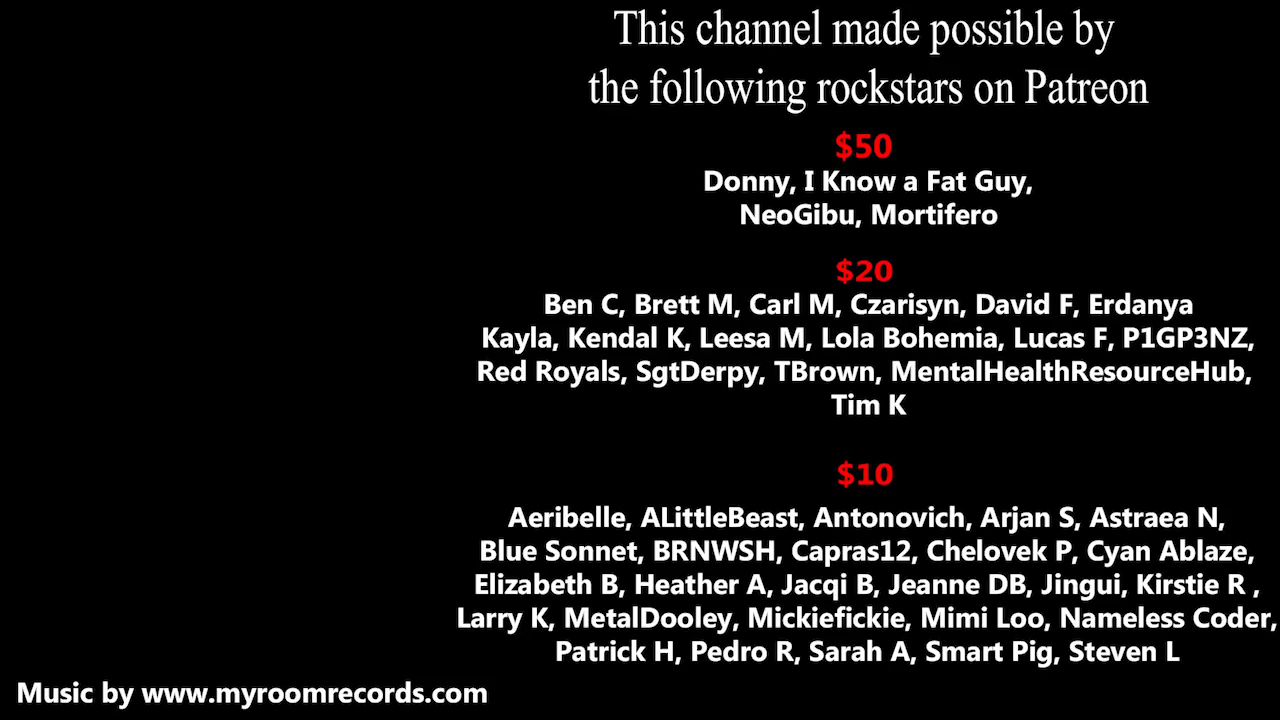 This channel made possible by
the following rockstars on Patreon
$50
Donny, I Know a Fat Guy,
NeoGibu, Mortifero
$20
Ben C, Brett M, Carl M, Czarisyn, David F, Erdanya
Kayla, Kendal K, Leesa M, Lola Bohemia, Lucas F, P1GP3NZ,
Red Royals, SgtDerpy, TBrown, MentalHealthResourceHub,
Tim K
$10
Aeribelle, ALittleBeast, Antonovich, Arjan S, Astraea N,
Blue Sonnet, BRNWSH, Capras12, Chelovek P, Cyan Ablaze,
Elizabeth B, Heather A, Jacqi B, Jeanne DB, Jingui, Kirstie R ,
Larry K, MetalDooley, Mickiefickie, Mimi Loo, Nameless Coder,
Patrick H, Pedro R, Sarah A, Smart Pig, Steven L
Music by www.myroomrecords.com